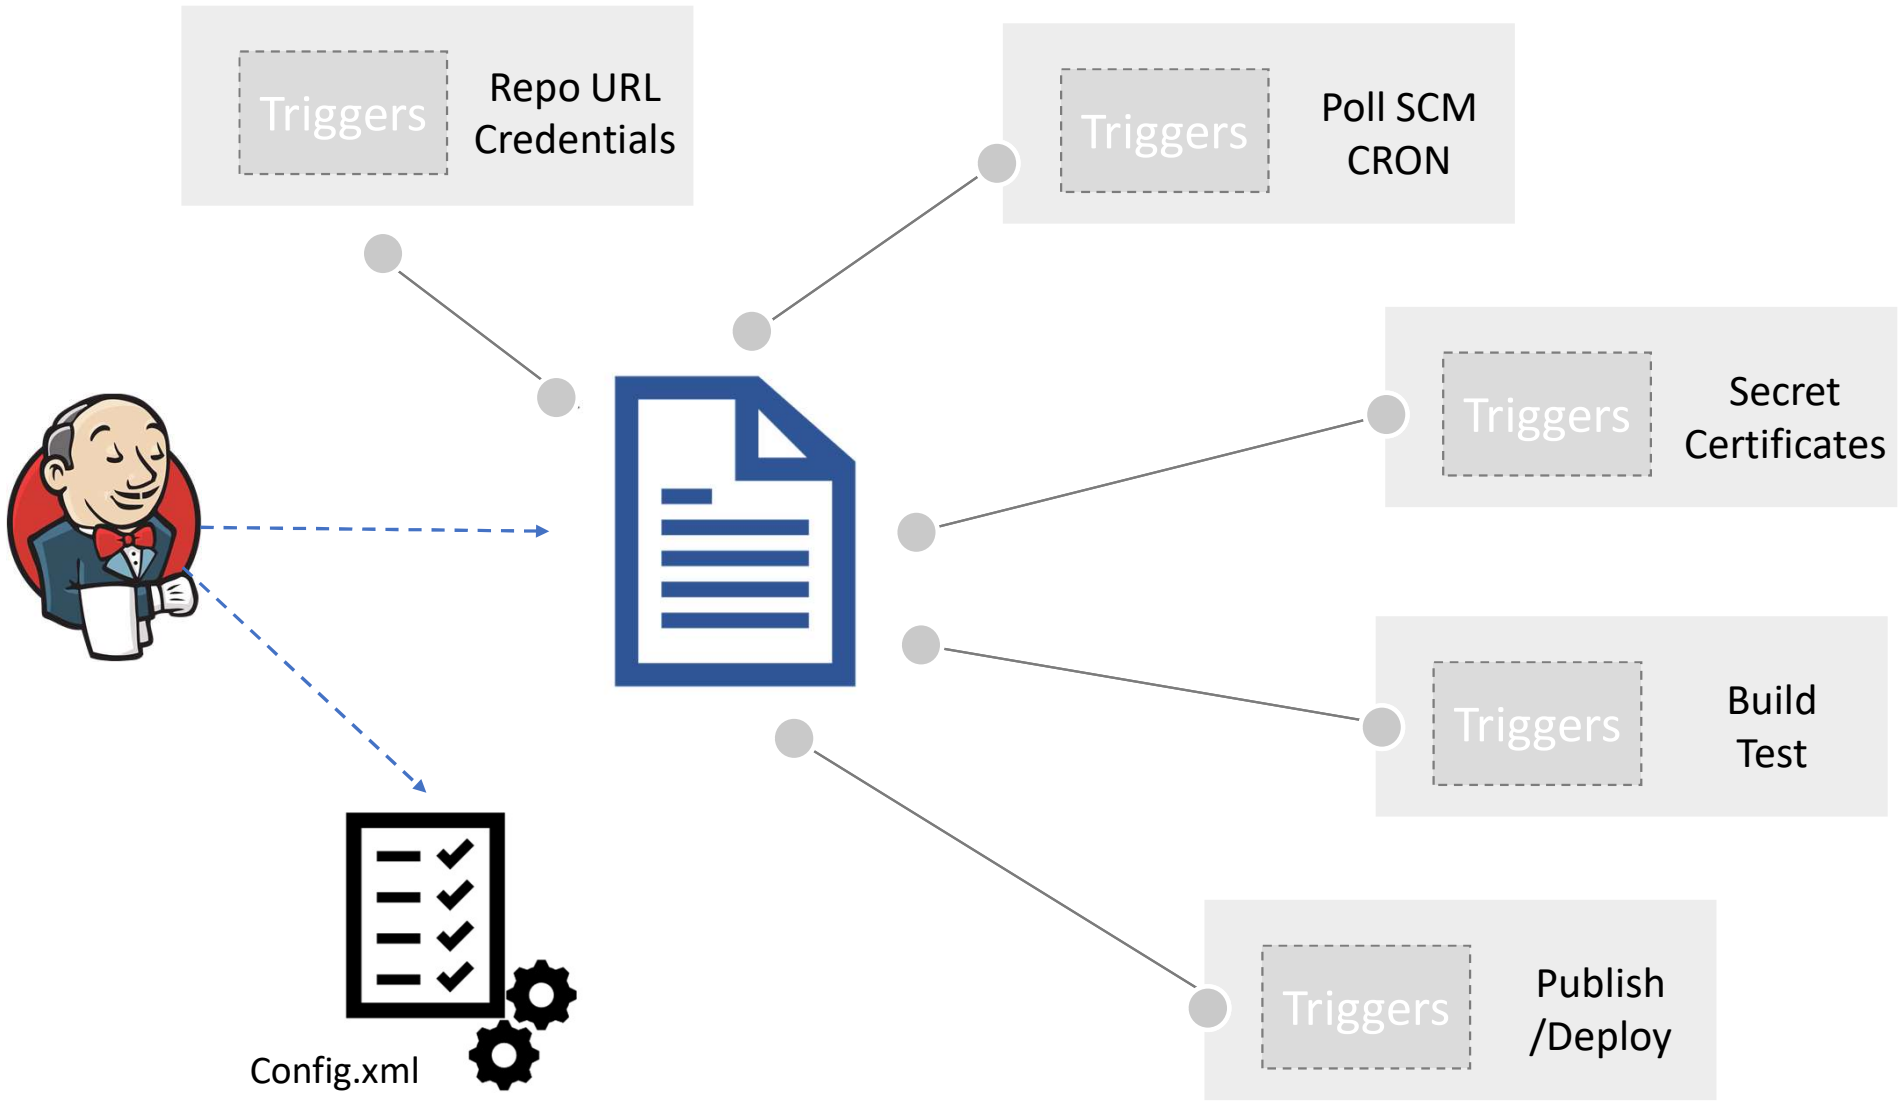 Triggers
Repo URL
Credentials
Triggers
Poll SCM
CRON
Triggers
Secret
Certificates
Triggers
Build
Test
Triggers
Publish
/Deploy
Config.xml